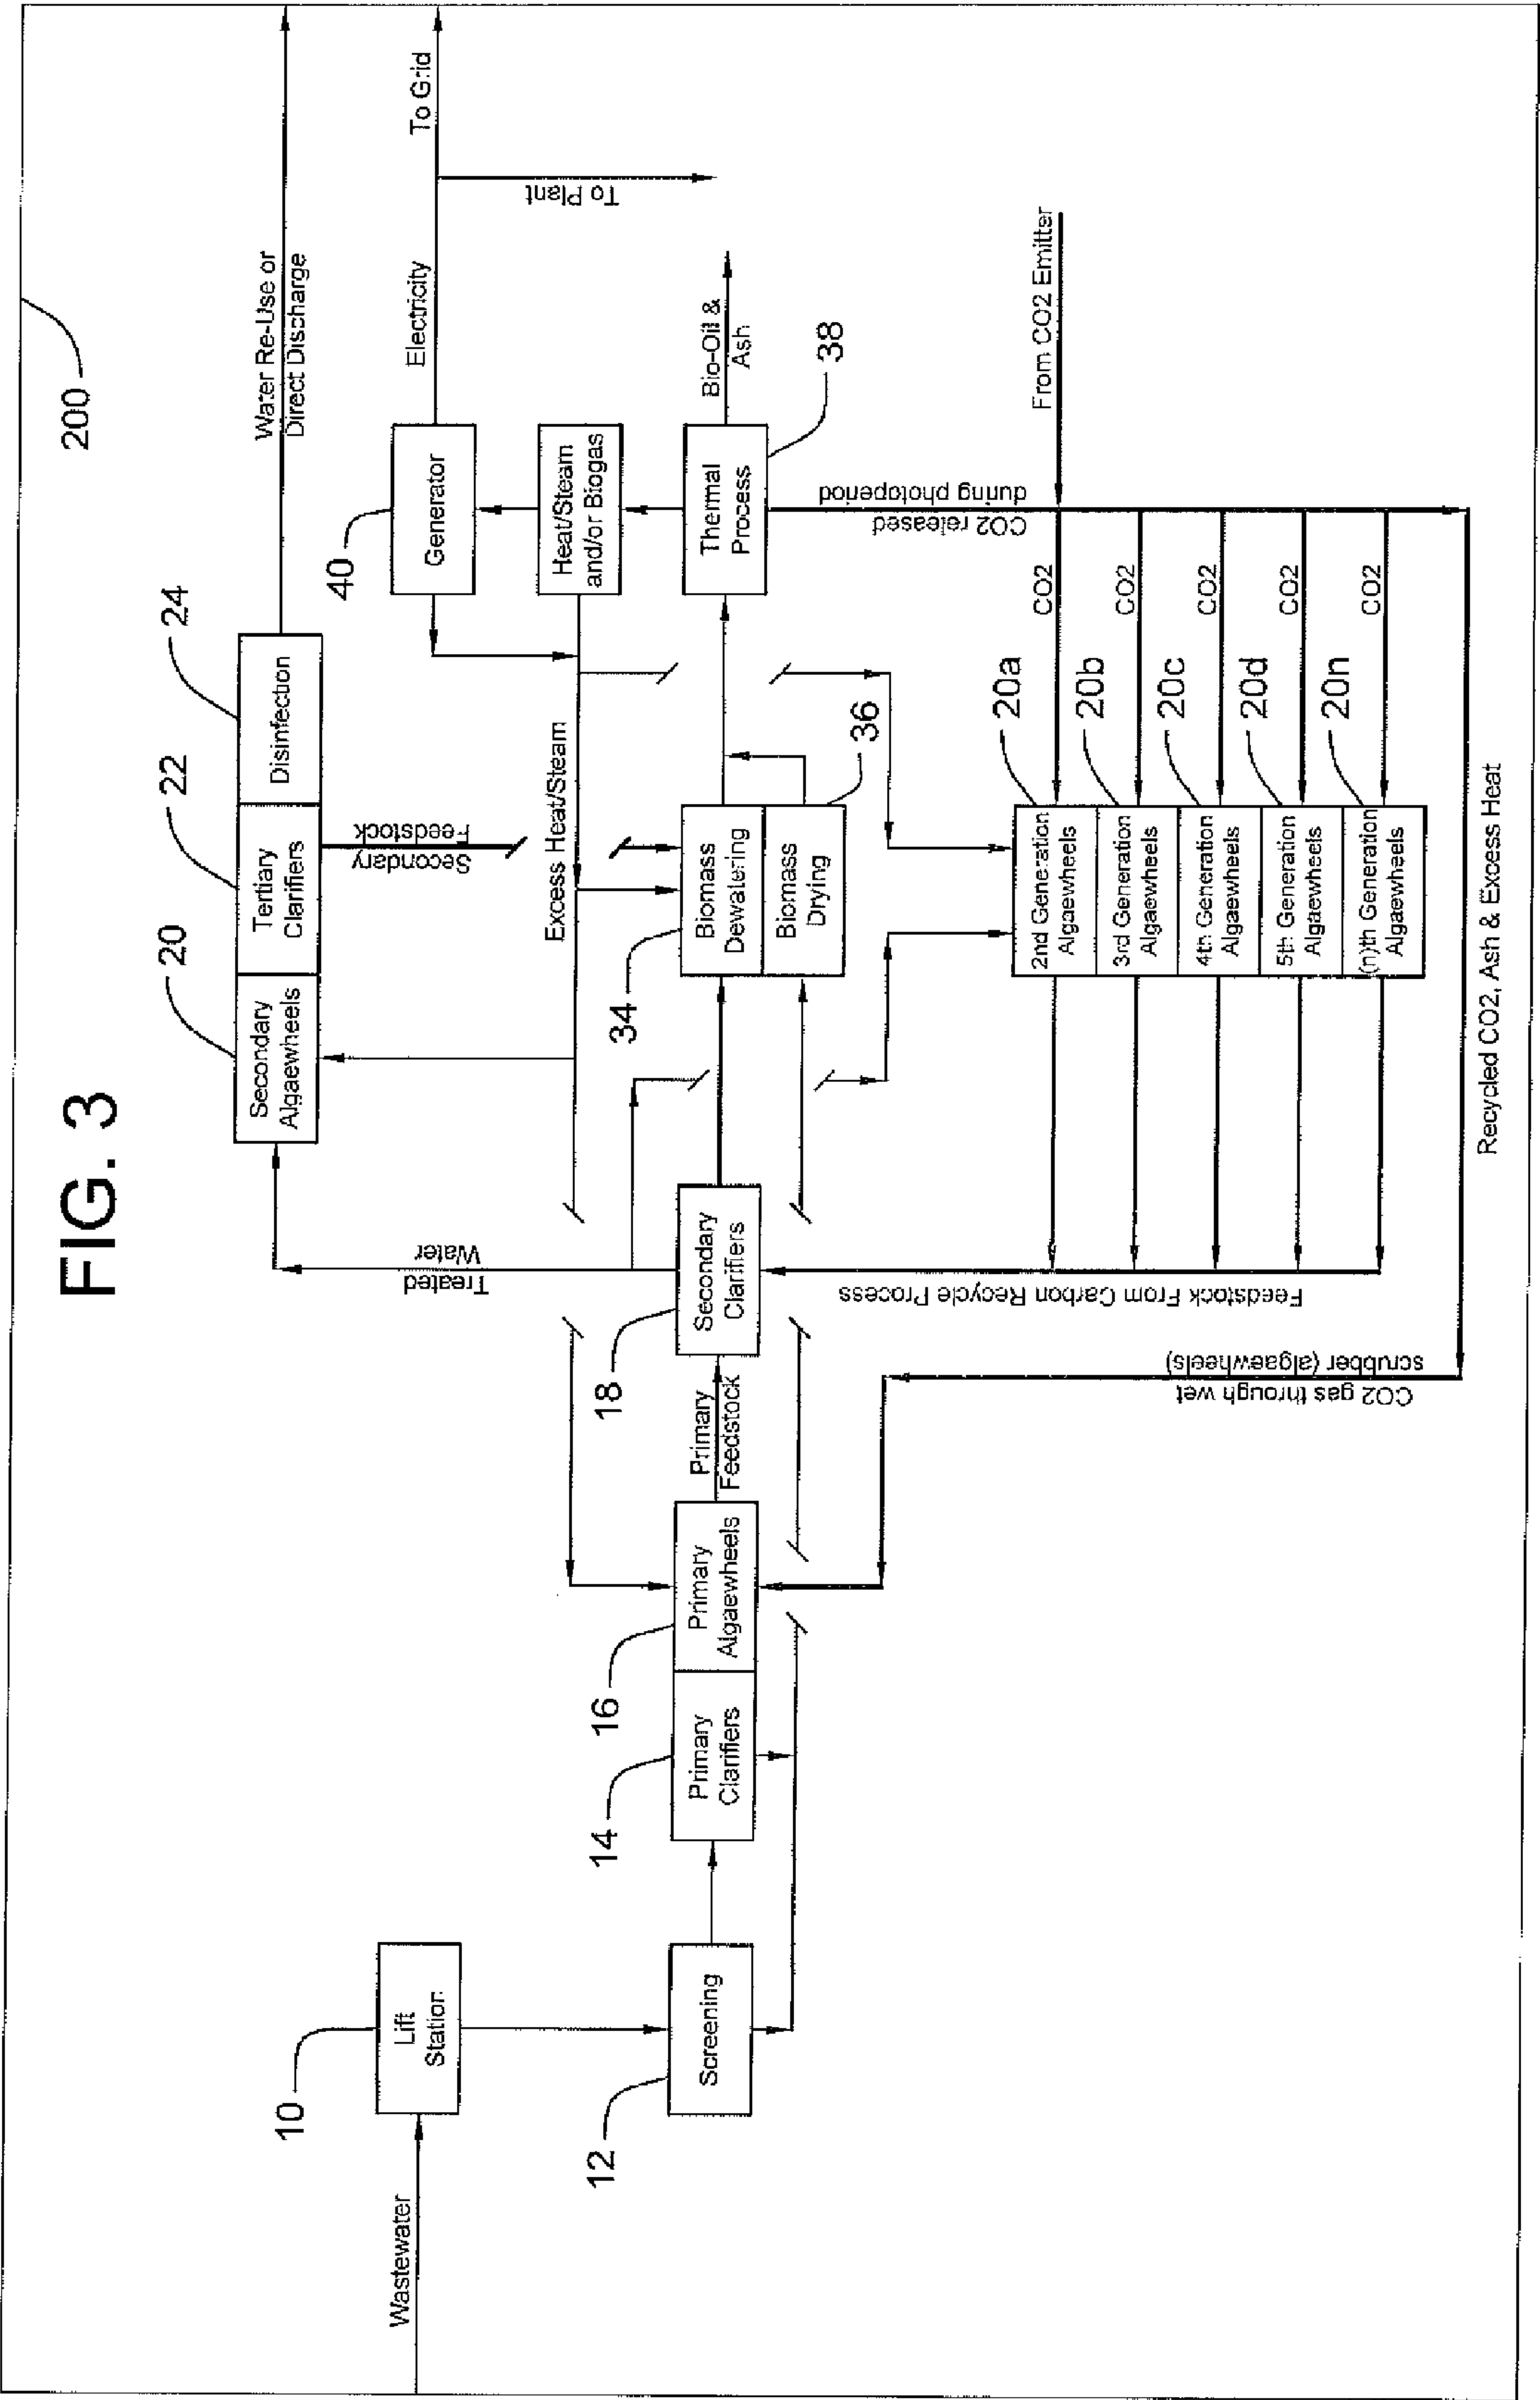 FIG. 3
200
Wastewater
10
Lift
Station
12
Screening
14
Primary
Clarifiers
16
Primary
Algaewheels
Primary
Feedstock
18
Secondary
Clarifiers
Treated
Water
20
Secondary
Algaewheels
22
Tertiary
Clarifiers
24
Disinfection
Water Re-Use or
Direct Discharge
Secondary
Feedstock
Excess Heat/Steam
34
Biomass
Dewatering
Biomass
Drying
36
40
Generator
Electricity
To Grid
To Plant
Heat/Steam
and/or Biogas
Thermal
Process
38
Bio-Oil &
Ash
CO2 released
during photoperiod
From CO2 Emitter
CO2
CO2
CO2
CO2
CO2
20a
20b
20c
20d
20n
2nd Generation
Algaewheels
3rd Generation
Algaewheels
4th Generation
Algaewheels
5th Generation
Algaewheels
(n)th Generation
Algaewheels
Feedstock From Carbon Recycle Process
CO2 gas through wet
scrubber (algaewheels)
Recycled CO2, Ash & Excess Heat